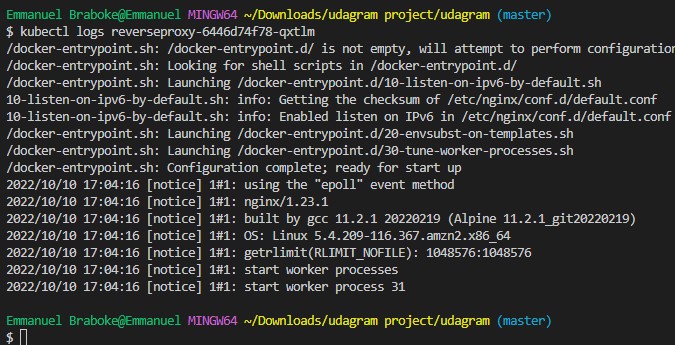 Emmanuel Braboke@Emmanuel MINGW64 ~/Downloads/udagram project/udagram (master)
$ kubectl logs reverseproxy-6446d74f78-qxtlm
/docker-entrypoint.sh: /docker-entrypoint.d/ is not empty, will attempt to perform configuration
/docker-entrypoint.sh: Looking for shell scripts in /docker-entrypoint.d/
/docker-entrypoint.sh: Launching /docker-entrypoint.d/10-listen-on-ipv6-by-default.sh
10-listen-on-ipv6-by-default.sh: info: Getting the checksum of /etc/nginx/conf.d/default.conf
10-listen-on-ipv6-by-default.sh: info: Enabled listen on IPv6 in /etc/nginx/conf.d/default.conf
/docker-entrypoint.sh: Launching /docker-entrypoint.d/20-envsubst-on-templates.sh
/docker-entrypoint.sh: Launching /docker-entrypoint.d/30-tune-worker-processes.sh
/docker-entrypoint.sh: Configuration complete; ready for start up
2022/10/10 17:04:16 [notice] 1#1: using the "epoll" event method
2022/10/10 17:04:16 [notice] 1#1: nginx/1.23.1
2022/10/10 17:04:16 [notice] 1#1: built by gcc 11.2.1 20220219 (Alpine 11.2.1_git20220219)
2022/10/10 17:04:16 [notice] 1#1: OS: Linux 5.4.209-116.367.amzn2.x86_64
2022/10/10 17:04:16 [notice] 1#1: getrlimit(RLIMIT_NOFILE): 1048576:1048576
2022/10/10 17:04:16 [notice] 1#1: start worker processes
2022/10/10 17:04:16 [notice] 1#1: start worker process 31
Emmanuel Braboke@Emmanuel MINGW64 ~/Downloads/udagram project/udagram (master)
$